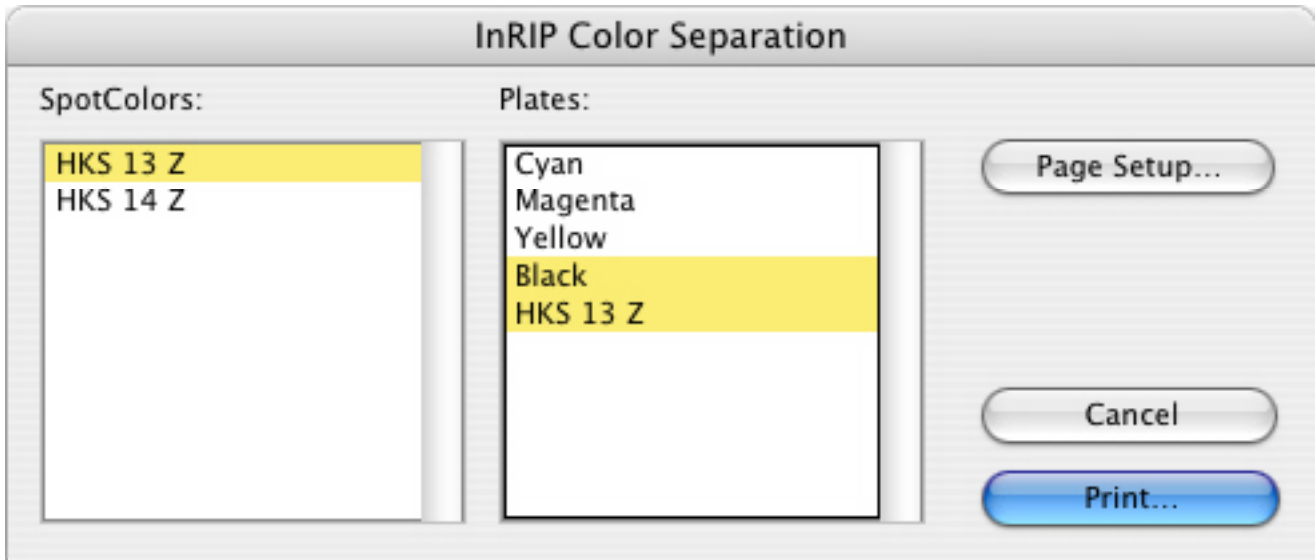 InRIP Color Separation
SpotColors:
HKS 13 Z
HKS 14 Z
Plates:
Cyan
Magenta
Yellow
Black
HKS 13 Z
Page Setup...
Cancel
Print...